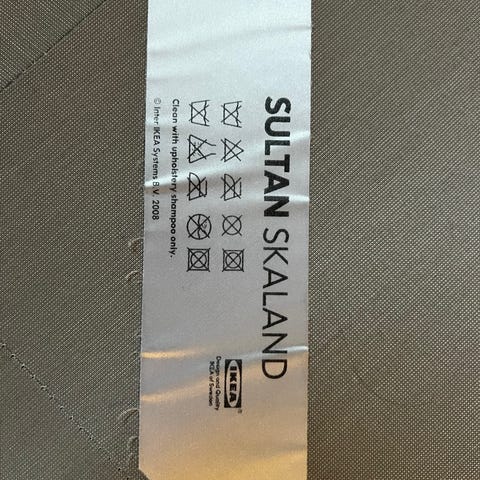 SULTAN SKALAND
Clean with upholstery shampoo only.
© Inter IKEA Systems B.V. 2008
IKEA®
Design and Quality
IKEA of Sweden